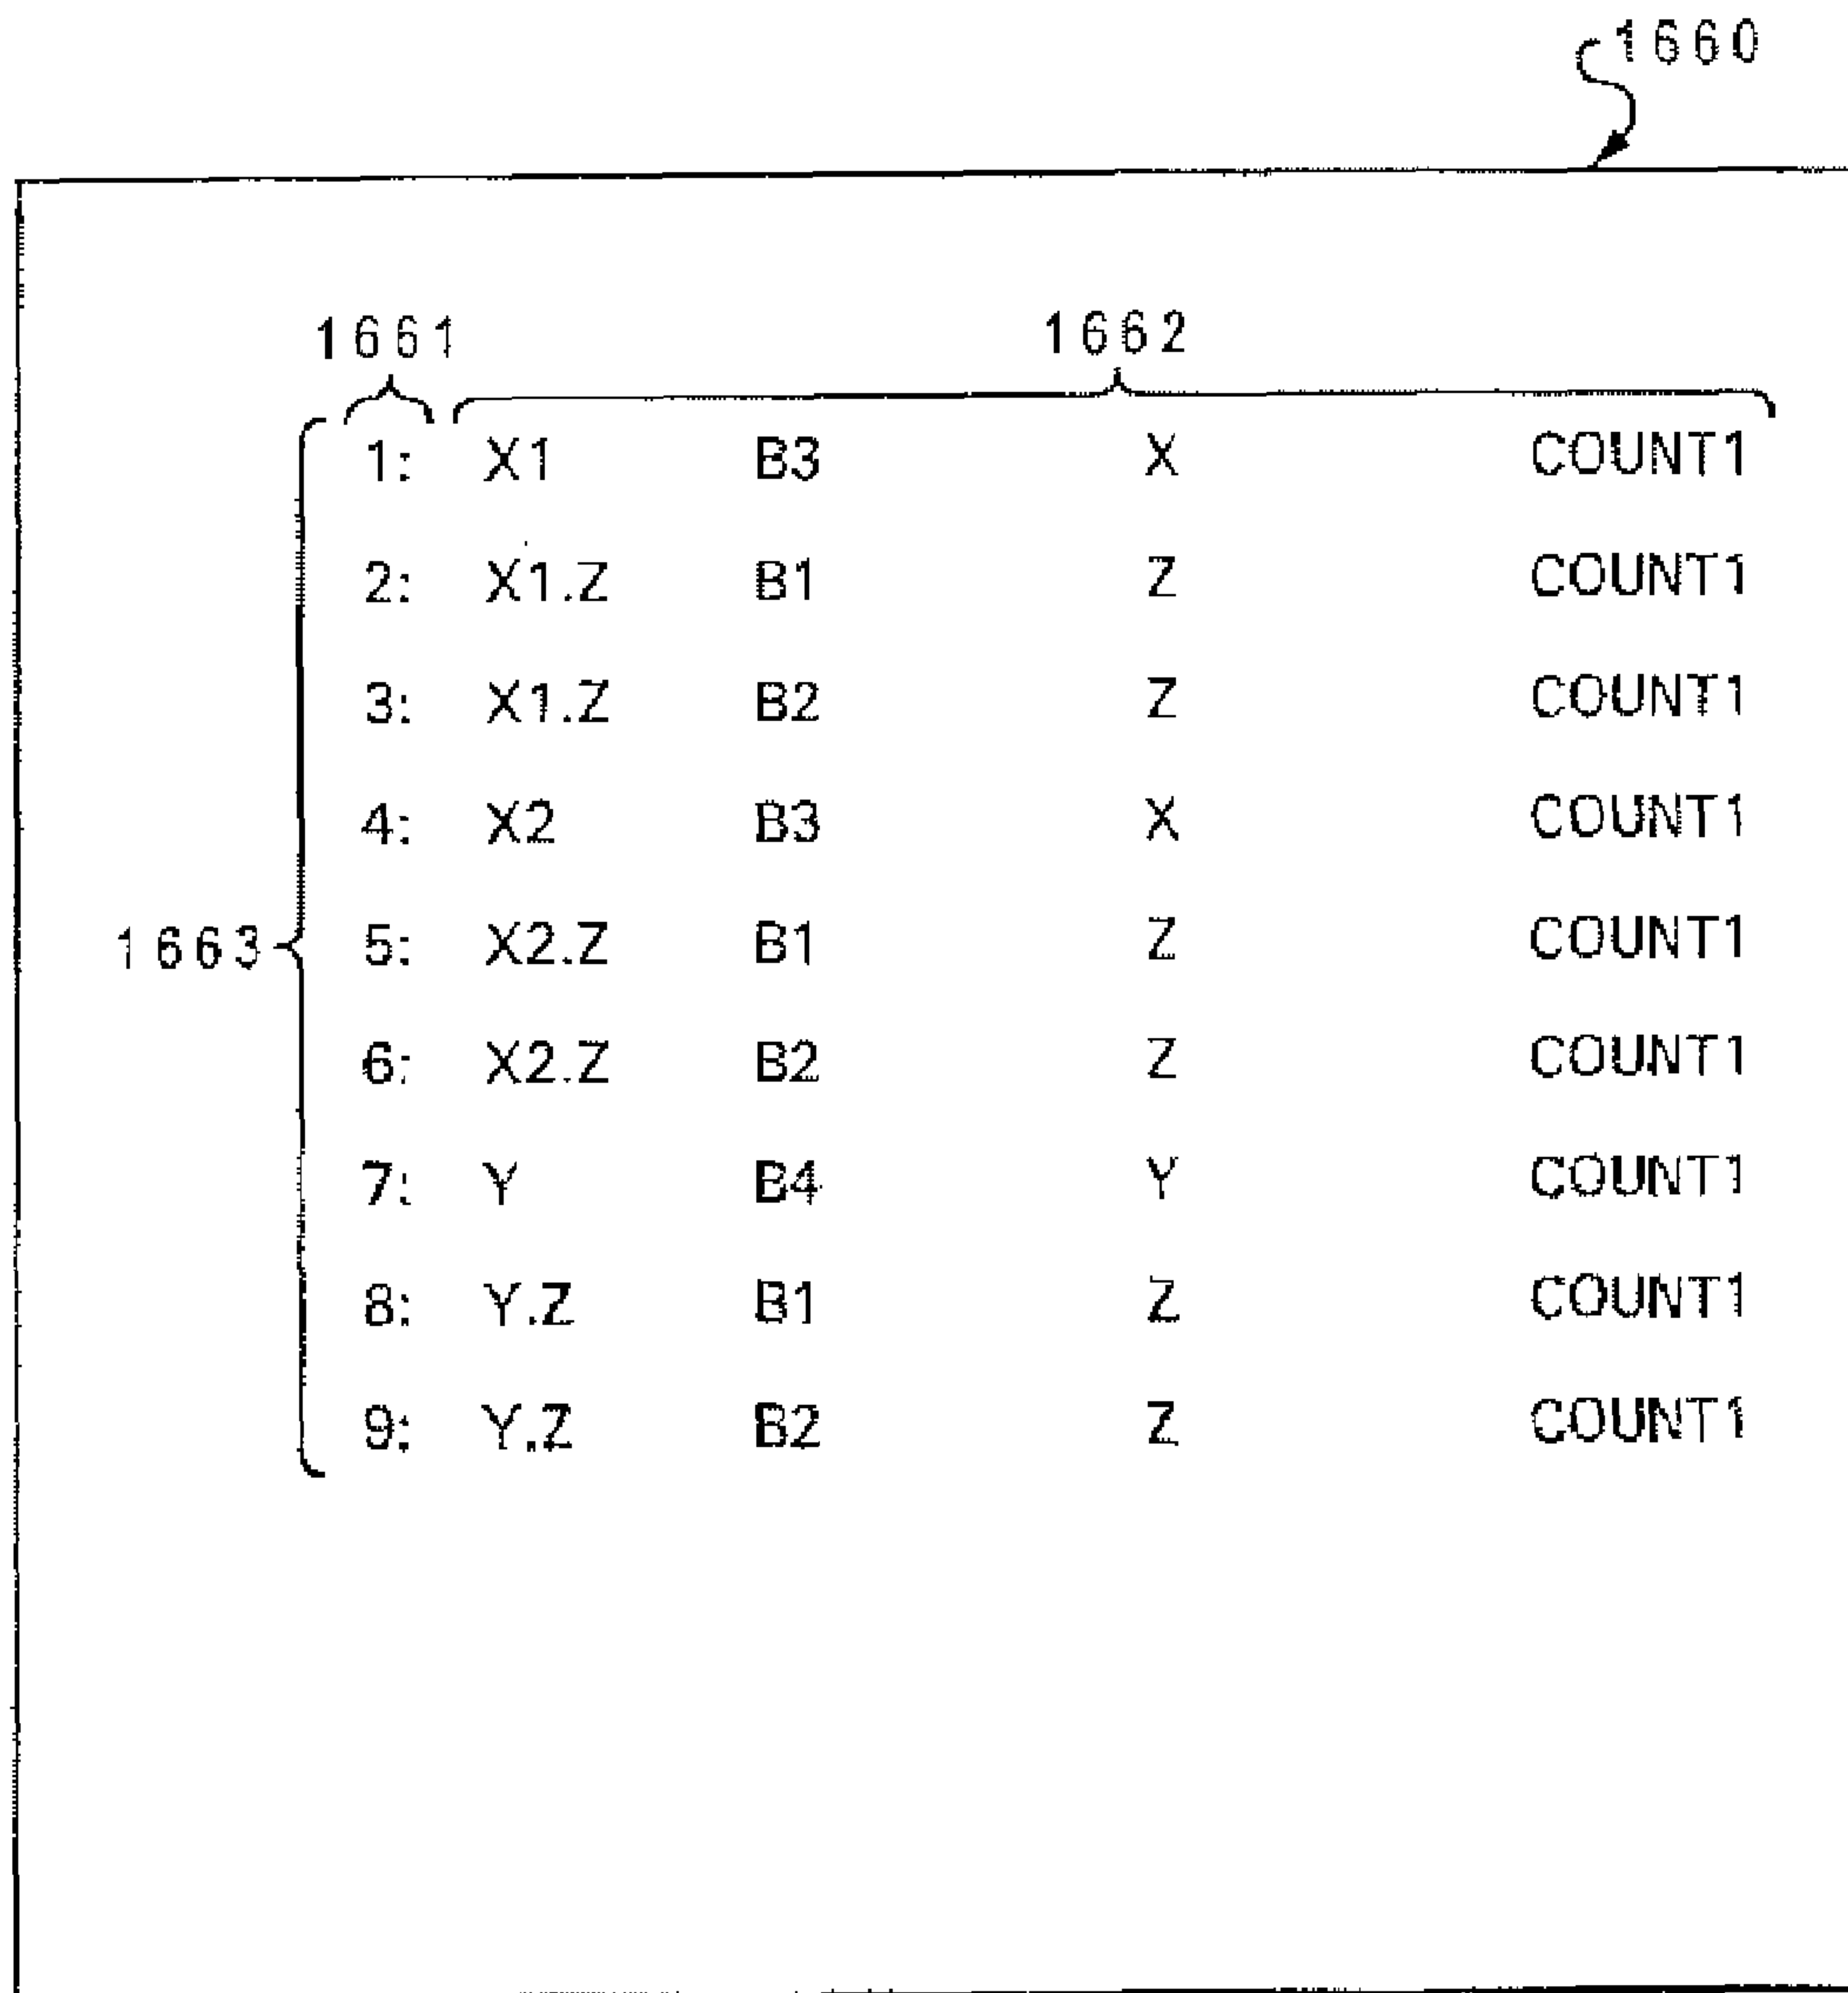 1660
1661 1662
1: X1 B3 X COUNT1
2: X1.Z B1 Z COUNT1
3: X1.Z B2 Z COUNT1
4: X2 B3 X COUNT1
1663 5: X2.Z B1 Z COUNT1
6: X2.Z B2 Z COUNT1
7: Y B4 Y COUNT1
8: Y.Z B1 Z COUNT1
9: Y.Z B2 Z COUNT1